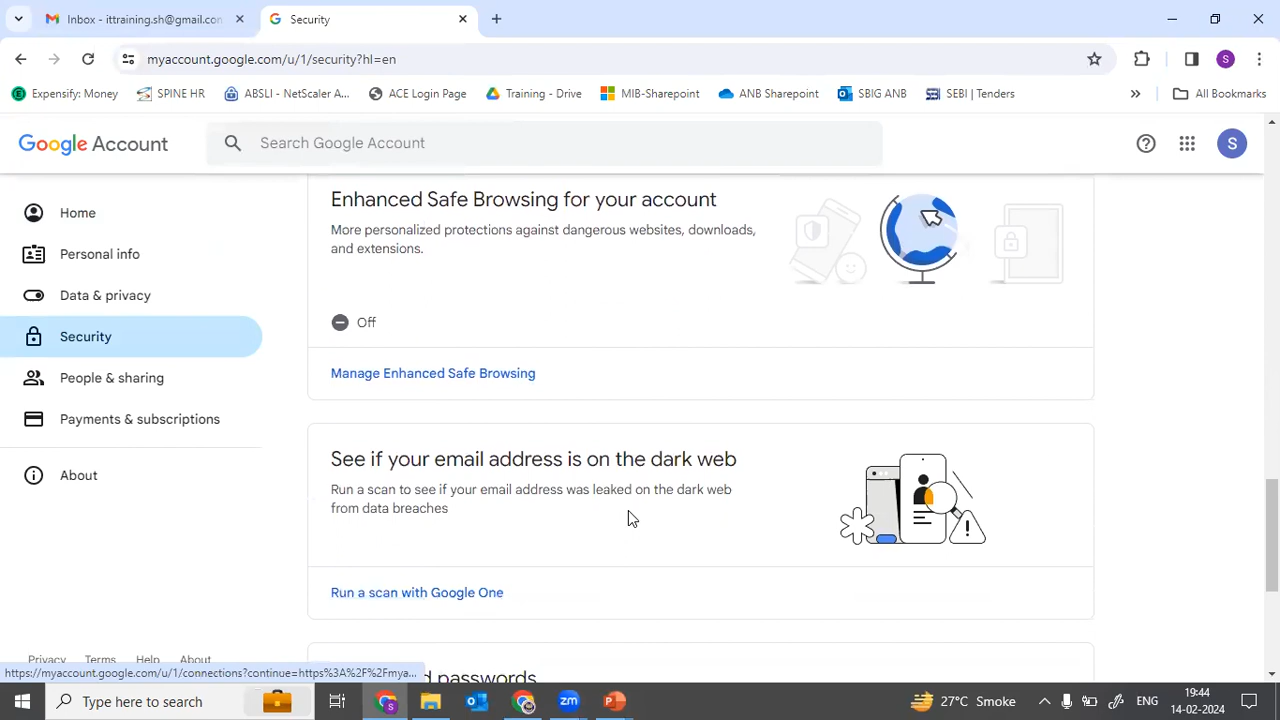 Inbox - ittraining.sh@gmail.con
Security
myaccount.google.com/u/1/security?hl=en
S
Expensify: Money
SPINE HR
ABSLI - NetScaler A...
ACE Login Page
Training - Drive
MIB-Sharepoint
ANB Sharepoint
SBIG ANB
SEBI | Tenders
All Bookmarks
Google Account
Search Google Account
S
Home
Personal info
Data & privacy
Security
People & sharing
Payments & subscriptions
About
Enhanced Safe Browsing for your account
More personalized protections against dangerous websites, downloads,
and extensions.
Off
Manage Enhanced Safe Browsing
See if your email address is on the dark web
Run a scan to see if your email address was leaked on the dark web
from data breaches
Run a scan with Google One
d passwords
Privacy Terms Help About
https://myaccount.google.com/u/1/connections?continue=https%3A%2F%2Fmya...
Type here to search
27°C Smoke
ENG
19:44
14-02-2024